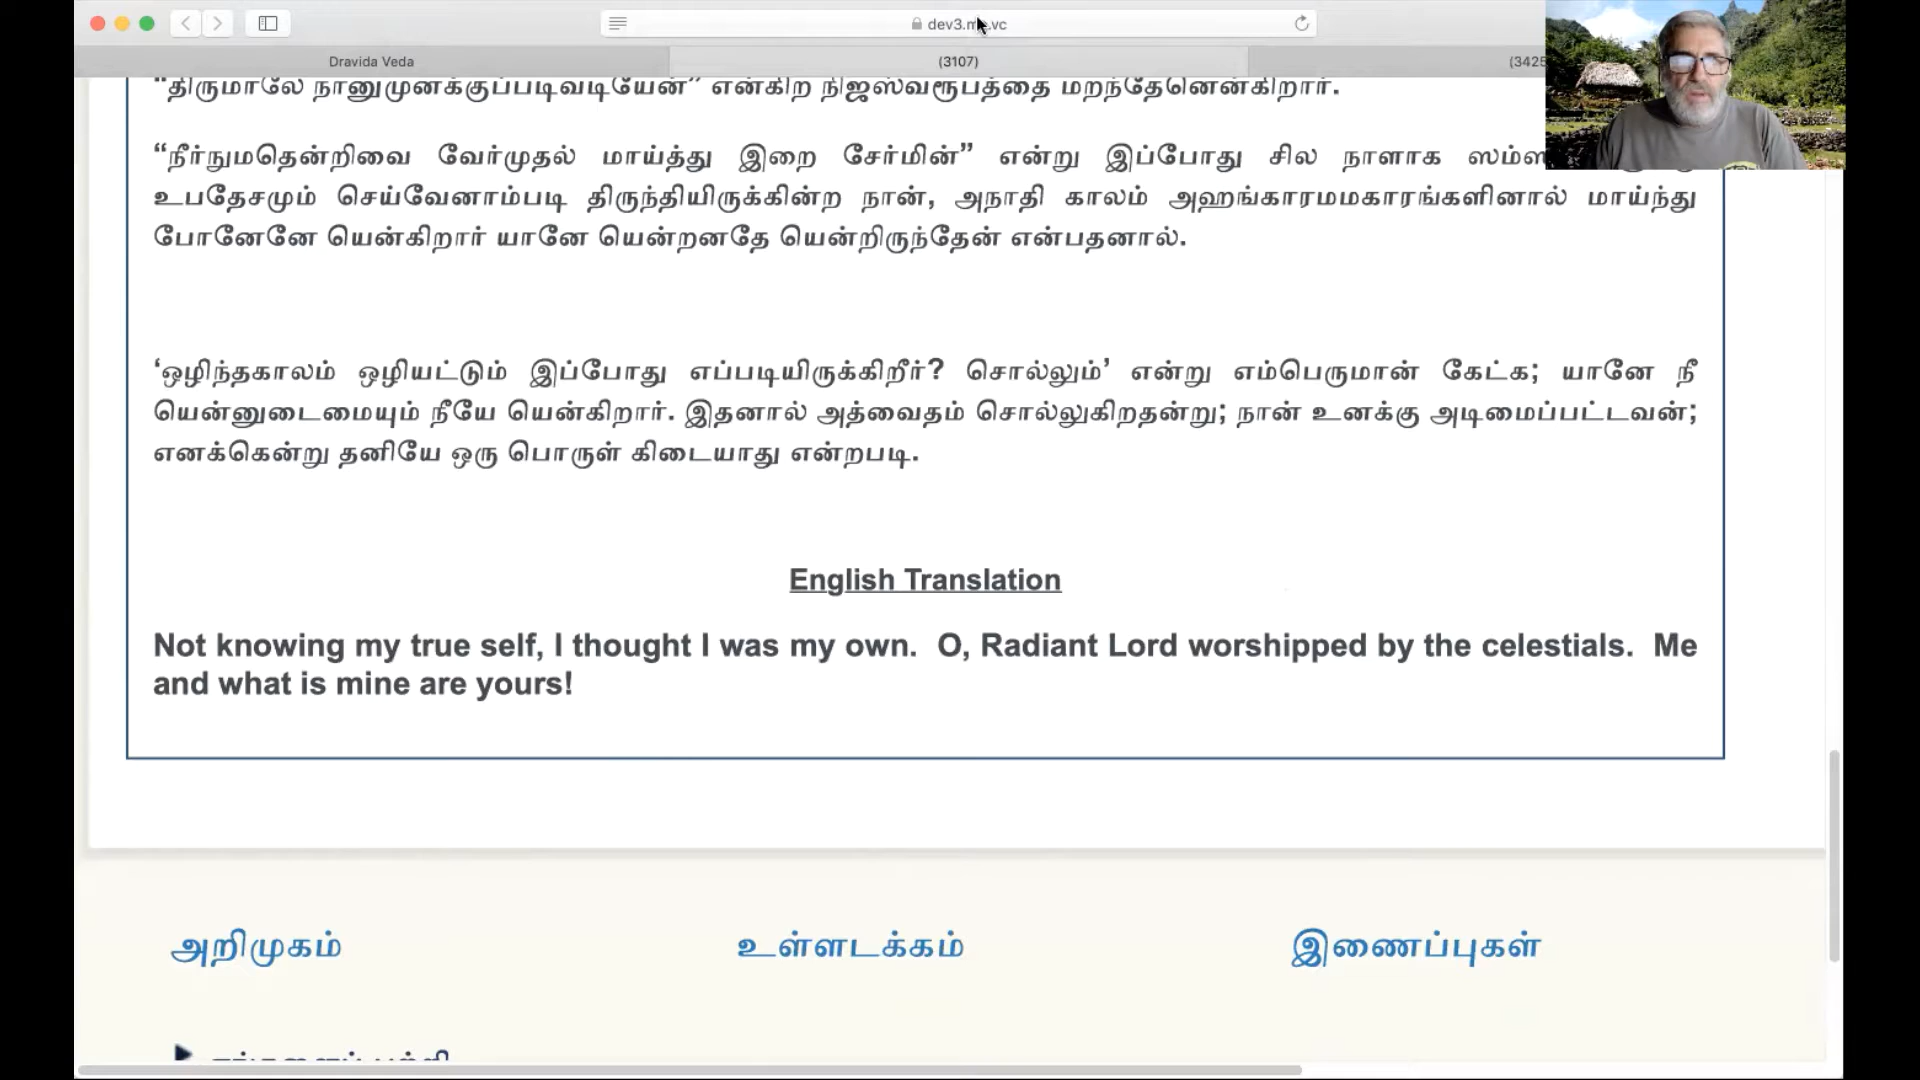 dev3.m
vc
Dravida Veda
(3107)
(3425
“திருமாலே நானுமுனக்குப்படிவடியேன்” என்கிற நிஜஸ்வரூபத்தை மறந்தேனென்கிறார்.
“நீர்நுமதென்றிவை வேர்முதல் மாய்த்து இறை சேர்மின்” என்று இப்போது சில நாளாக
உபதேசமும் செய்வேனாம்படி திருந்தியிருக்கின்ற நான், அநாதி காலம் அஹங்காரமமகாரங்களினால் மாய்ந்து
போனேனே யென்கிறார் யானே யென்றனதே யென்றிருந்தேன் என்பதனால்.
‘ஒழிந்தகாலம் ஒழியட்டும் இப்போது எப்படியிருக்கிறீர்? சொல்லும்’ என்று எம்பெருமான் கேட்க; யானே நீ
யென்னுடைமையும் நீயே யென்கிறார். இதனால் அத்வைதம் சொல்லுகிறதன்று; நான் உனக்கு அடிமைப்பட்டவன்;
எனக்கென்று தனியே ஒரு பொருள் கிடையாது என்றபடி.
English Translation
Not knowing my true self, I thought I was my own. O, Radiant Lord worshipped by the celestials. Me
and what is mine are yours!
அறிமுகம் உள்ளடக்கம் இணைப்புகள்